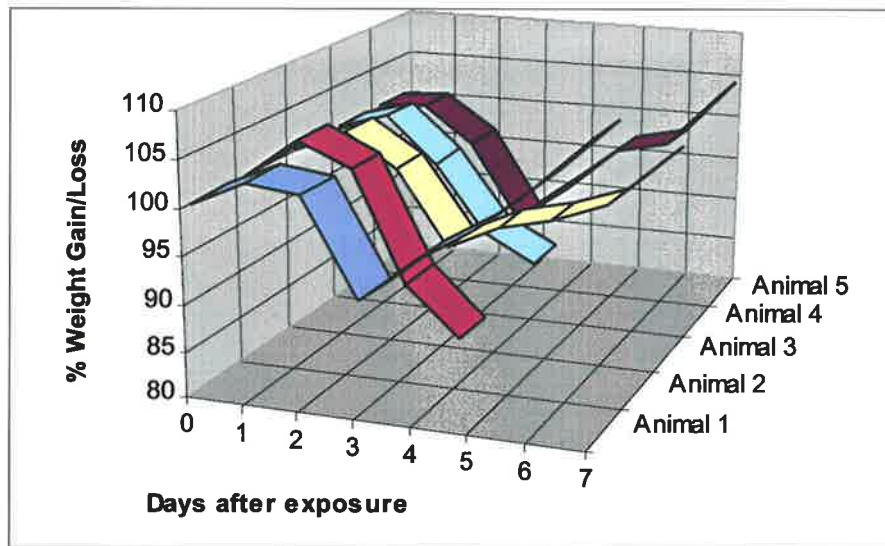 % Weight Gain/Loss
110
105
100
95
90
85
80
0
1
2
3
4
5
6
7
Days after exposure
Animal 5
Animal 4
Animal 3
Animal 2
Animal 1